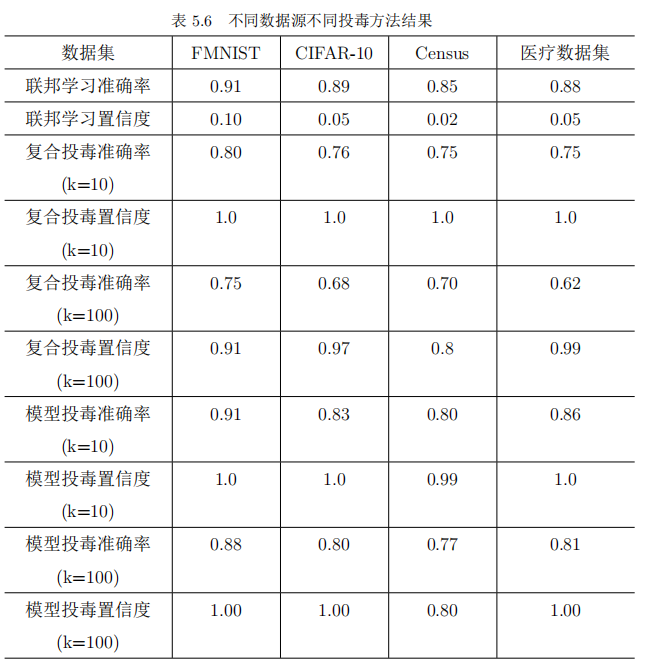 表 5.6 不同数据源不同投毒方法结果
数据集 FMNIST CIFAR-10 Census 医疗数据集
联邦学习准确率 0.91 0.89 0.85 0.88
联邦学习置信度 0.10 0.05 0.02 0.05
复合投毒准确率 0.80 0.76 0.75 0.75
(k=10)
复合投毒置信度 1.0 1.0 1.0 1.0
(k=10)
复合投毒准确率 0.75 0.68 0.70 0.62
(k=100)
复合投毒置信度 0.91 0.97 0.8 0.99
(k=100)
模型投毒准确率 0.91 0.83 0.80 0.86
(k=10)
模型投毒置信度 1.0 1.0 0.99 1.0
(k=10)
模型投毒准确率 0.88 0.80 0.77 0.81
(k=100)
模型投毒置信度 1.00 1.00 0.80 1.00
(k=100)